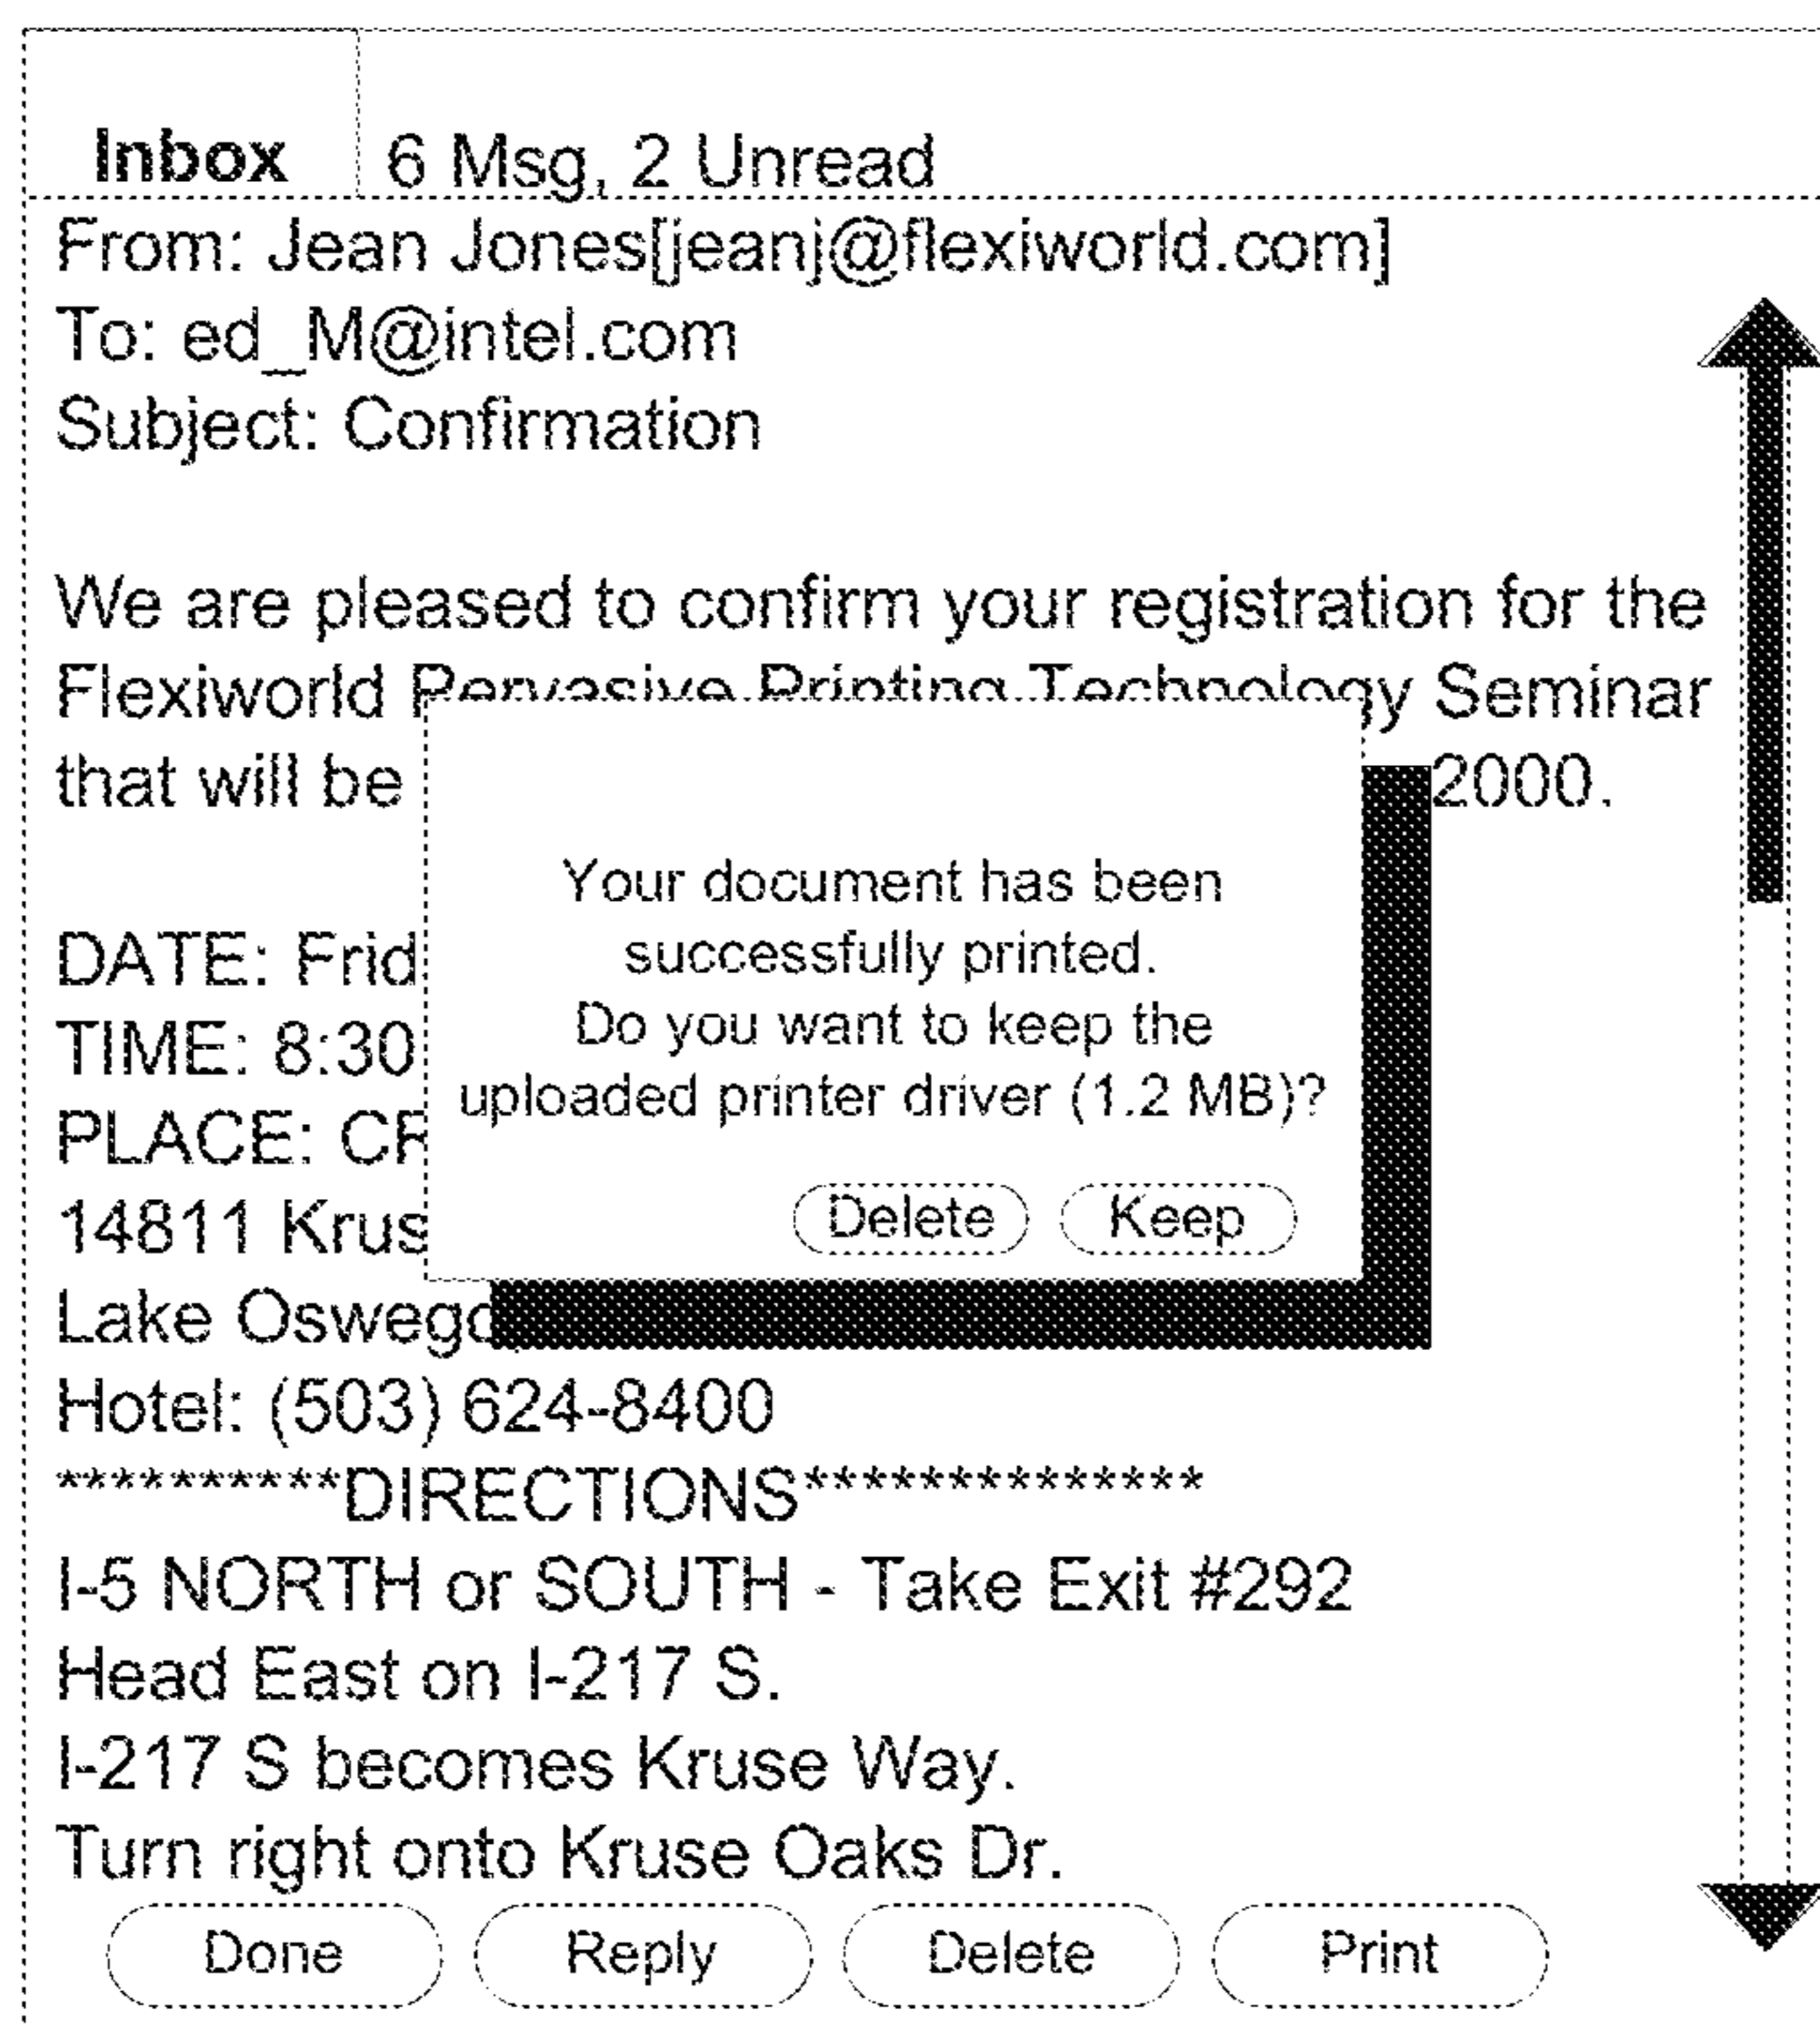 Inbox 6 Msg, 2 Unread
From: Jean Jones[jeanj@flexiworld.com]
To: ed_M@intel.com
Subject: Confirmation
We are pleased to confirm your registration for the
Flexiworld Pervasive Printing Technology Seminar
that will be 2000.
DATE: Frid
TIME: 8:30
PLACE: CR
14811 Krus
Lake Oswego
Hotel: (503) 624-8400
**********DIRECTIONS**************
I-5 NORTH or SOUTH - Take Exit #292
Head East on I-217 S.
I-217 S becomes Kruse Way.
Turn right onto Kruse Oaks Dr.
Your document has been
successfully printed.
Do you want to keep the
uploaded printer driver (1.2 MB)?
Delete Keep
Done Reply Delete Print